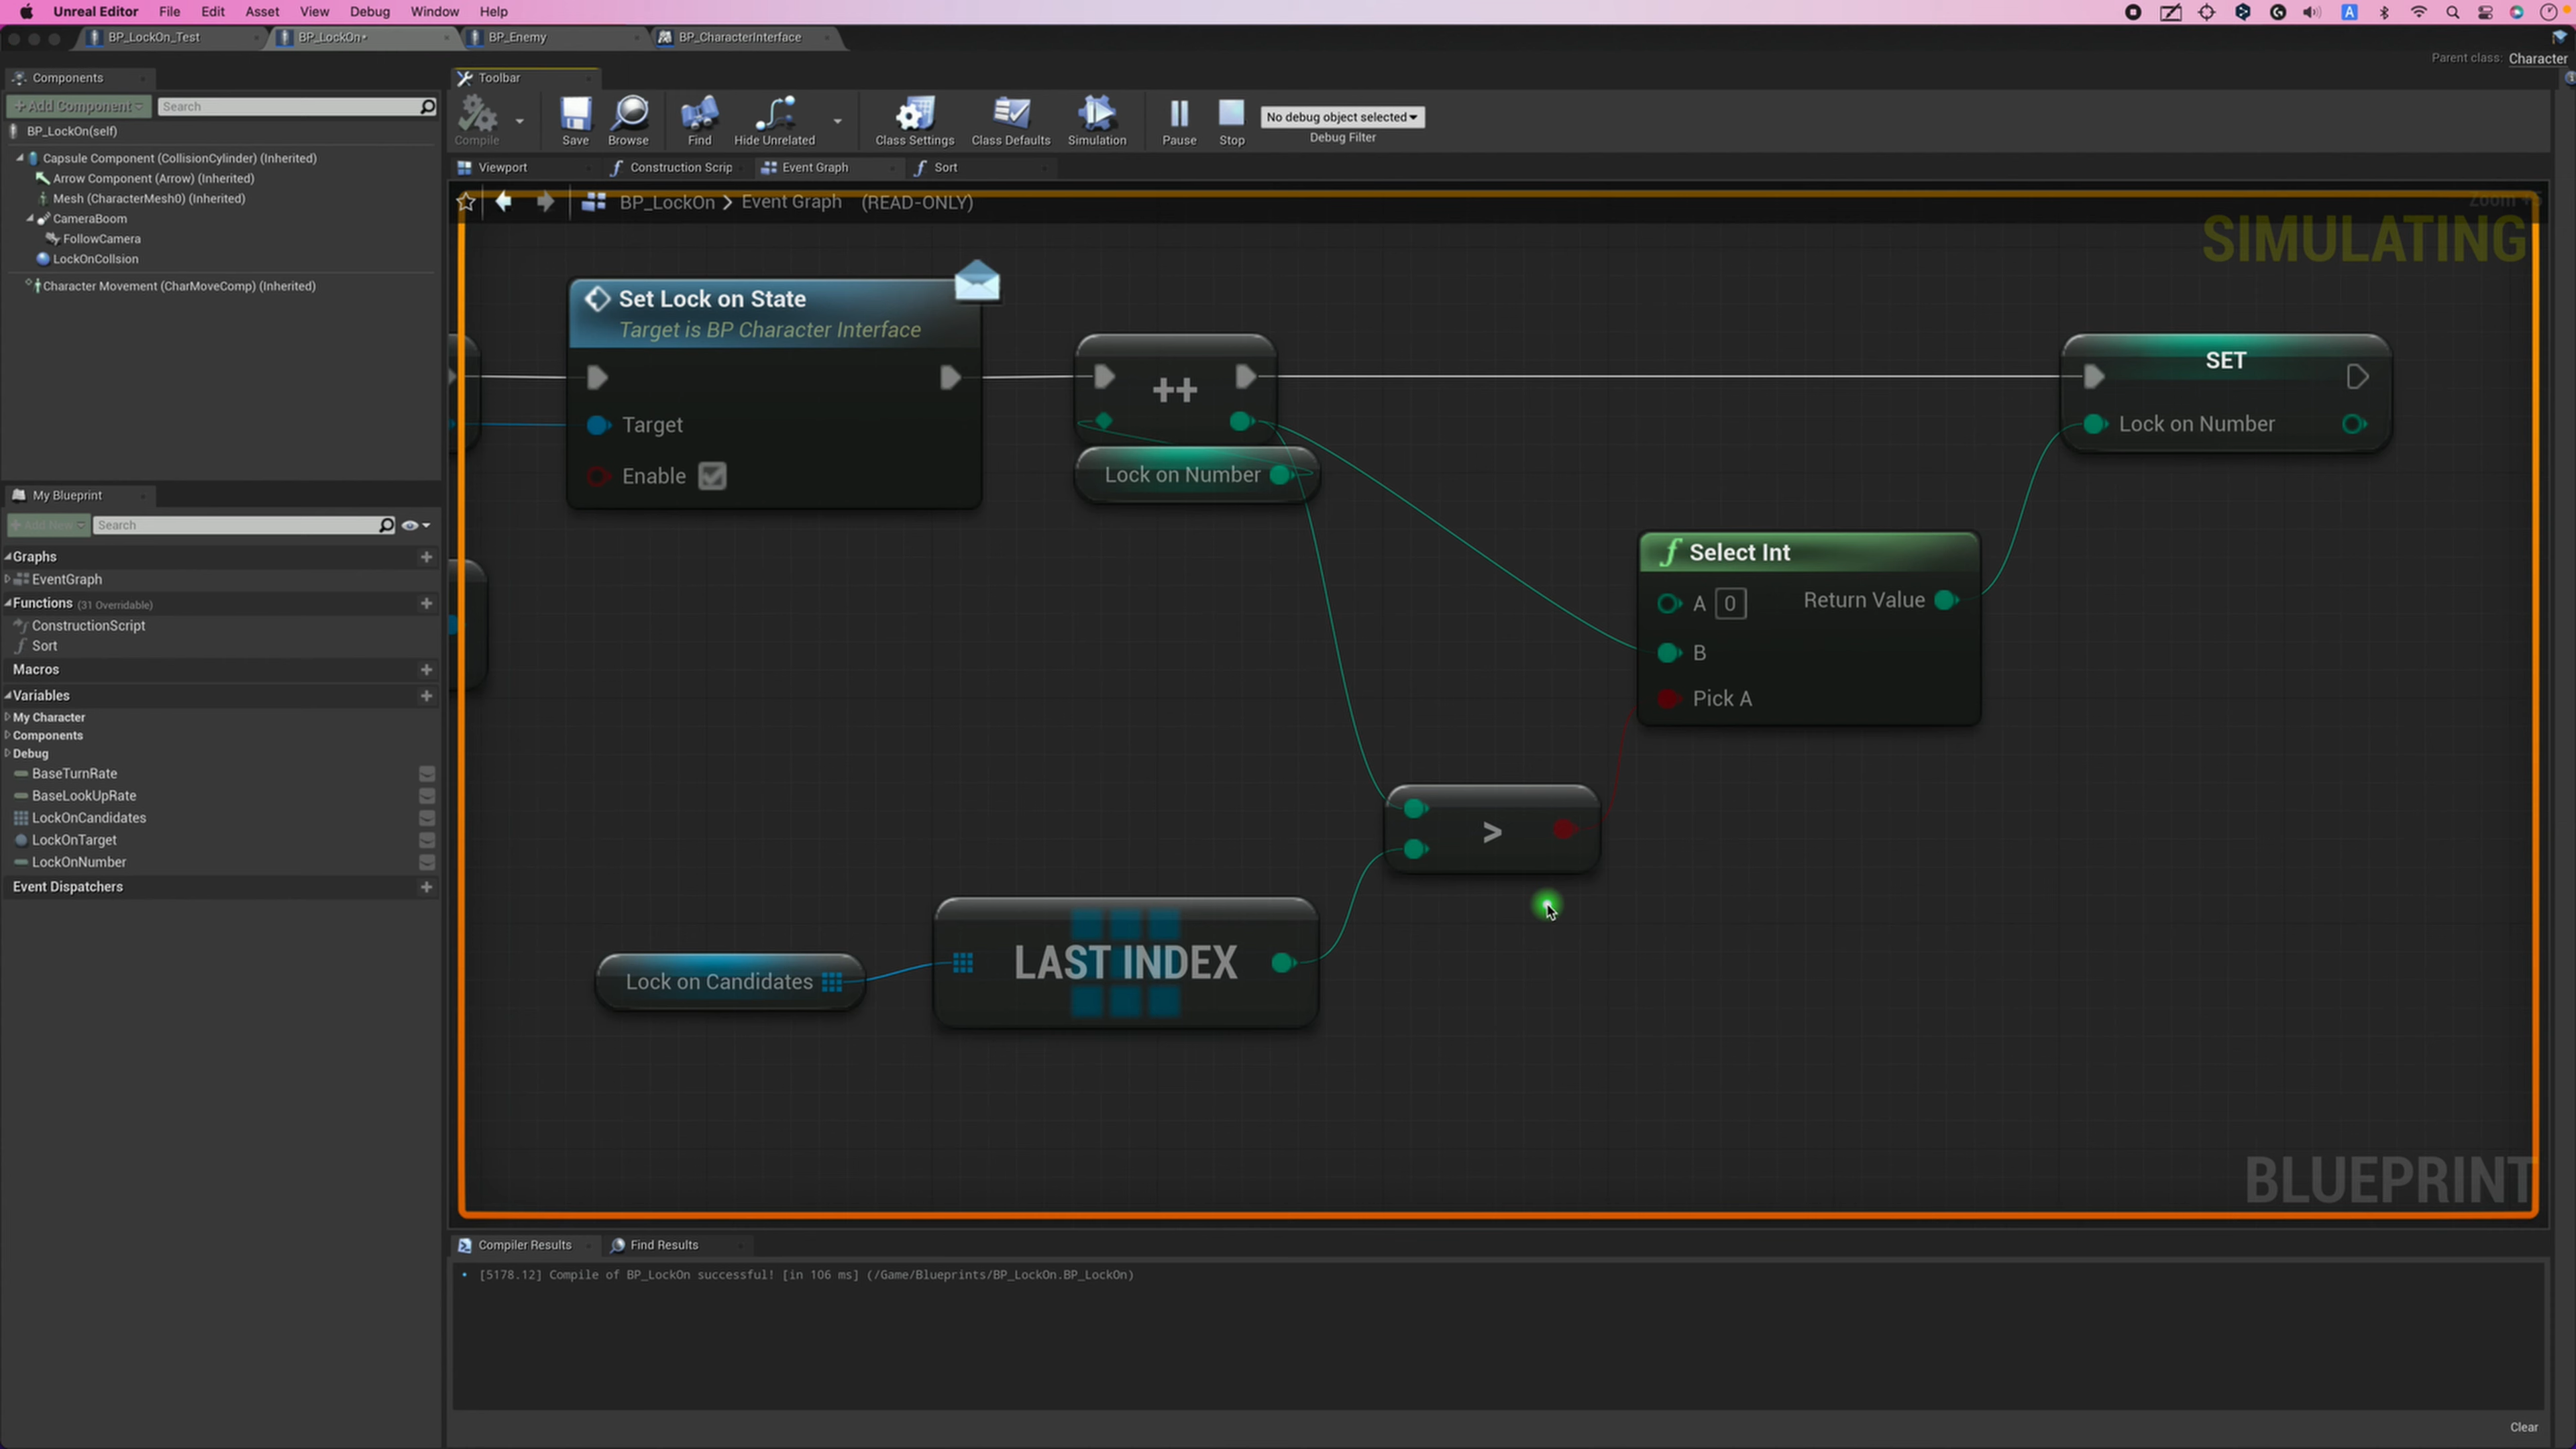 Unreal Editor File Edit Asset View Debug Window Help
A
BP_LockOn_Test BP_LockOn* BP_Enemy BP_CharacterInterface
Parent class: Character
Components
+Add Component Search
BP_LockOn(self)
Capsule Component (CollisionCylinder) (Inherited)
Arrow Component (Arrow) (Inherited)
Mesh (CharacterMesh0) (Inherited)
CameraBoom
FollowCamera
LockOnCollsion
Character Movement (CharMoveComp) (Inherited)
My Blueprint
+Add New Search
Graphs
EventGraph
Functions (31 Overridable)
ConstructionScript
Sort
Macros
Variables
My Character
Components
Debug
BaseTurnRate
BaseLookUpRate
LockOnCandidates
LockOnTarget
LockOnNumber
Event Dispatchers
Toolbar
Compile Save Browse Find Hide Unrelated Class Settings Class Defaults Simulation Pause Stop
No debug object selected
Debug Filter
Viewport Construction Scrip Event Graph Sort
BP_LockOn > Event Graph (READ-ONLY)
SIMULATING
Set Lock on State
Target is BP Character Interface
Target
Enable
++
Lock on Number
SET
Lock on Number
Select Int
A 0 Return Value
B
Pick A
>
Lock on Candidates
LAST INDEX
BLUEPRINT
Compiler Results Find Results
[5178.12] Compile of BP_LockOn successful! [in 106 ms] (/Game/Blueprints/BP_LockOn.BP_LockOn)
Clear